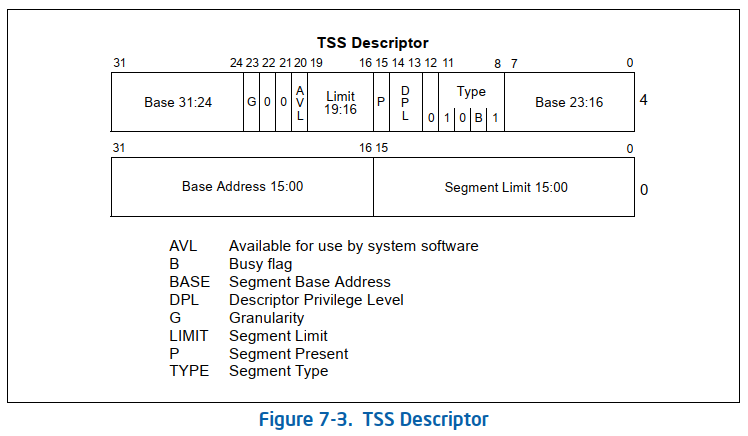 TSS Descriptor
31 24 23 22 21 20 19 16 15 14 13 12 11 8 7 0
Base 31:24 G 0 0 A V L Limit 19:16 P D P L Type Base 23:16 4
0 1 0 B 1
31 16 15 0
Base Address 15:00 Segment Limit 15:00 0
AVL Available for use by system software
B Busy flag
BASE Segment Base Address
DPL Descriptor Privilege Level
G Granularity
LIMIT Segment Limit
P Segment Present
TYPE Segment Type
Figure 7-3. TSS Descriptor